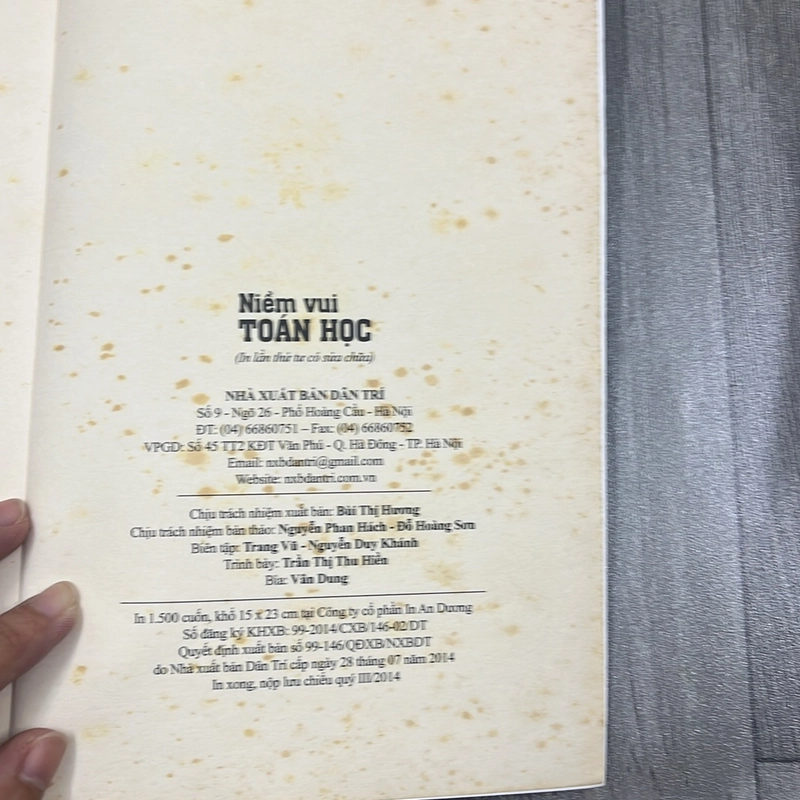 Niềm vui
TOÁN HỌC
(In lần thứ tư có sửa chữa)
NHÀ XUẤT BẢN DÂN TRÍ
Số 9 - Ngõ 26 - Phố Hoàng Cầu - Hà Nội
ĐT: (04) 66860751 – Fax: (04) 66860752
VPGD: Số 45 TT2 KĐT Văn Phú - Q. Hà Đông - TP. Hà Nội
Email: nxbdantri@gmail.com
Website: nxbdantri.com.vn
Chịu trách nhiệm xuất bản: Bùi Thị Hương
Chịu trách nhiệm bản thảo: Nguyễn Phan Hách - Đỗ Hoàng Sơn
Biên tập: Trang Vũ - Nguyễn Duy Khánh
Trình bày: Trần Thị Thu Hiền
Bìa: Vân Dung
In 1.500 cuốn, khổ 15 x 23 cm tại Công ty cổ phần In An Dương
Số đăng ký KHXB: 99-2014/CXB/146-02/DT
Quyết định xuất bản số 99-146/QĐXB/NXBDT
do Nhà xuất bản Dân Trí cấp ngày 28 tháng 07 năm 2014
In xong, nộp lưu chiểu quý III/2014